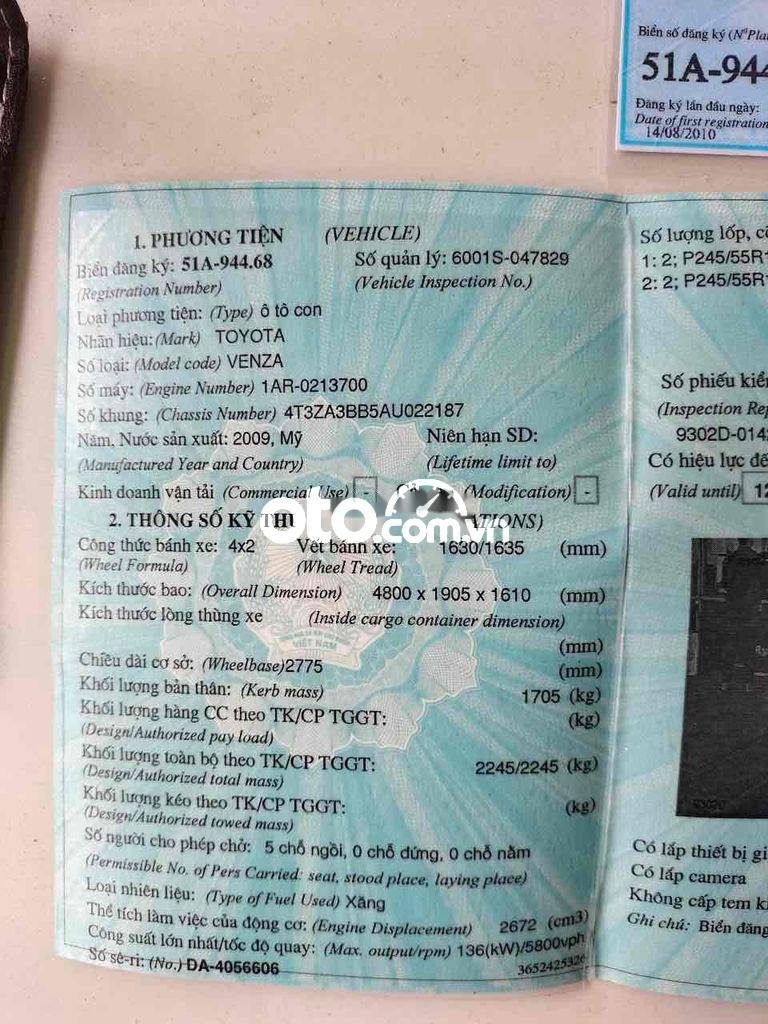 Biển số đăng ký (NºPla
51A-944
Đăng ký lần đầu ngày:
Date of first registration
14/08/2010
1. PHƯƠNG TIỆN (VEHICLE)
Biển đăng ký: 51A-944.68 Số quản lý: 6001S-047829
(Registration Number) (Vehicle Inspection No.)
Loại phương tiện: (Type) ô tô con
Nhãn hiệu: (Mark) TOYOTA
Số loại: (Model code) VENZA
Số máy: (Engine Number) 1AR-0213700
Số khung: (Chassis Number) 4T3ZA3BB5AU022187
Năm, Nước sản xuất: 2009, Mỹ Niên hạn SD:
(Manufactured Year and Country) (Lifetime limit to)
Kinh doanh vận tải (Commercial Use) - (Modification) -
2. THÔNG SỐ KỸ THU ATIONS)
oto.com.vn
Công thức bánh xe: 4x2 Vết bánh xe: 1630/1635 (mm)
(Wheel Formula) (Wheel Tread)
Kích thước bao: (Overall Dimension) 4800 x 1905 x 1610 (mm)
Kích thước lòng thùng xe (Inside cargo container dimension)
(mm)
VIỆT NAM
Chiều dài cơ sở: (Wheelbase)2775 (mm)
Khối lượng bản thân: (Kerb mass) 1705 (kg)
Khối lượng hàng CC theo TK/CP TGGT: (kg)
(Design/Authorized pay load)
Khối lượng toàn bộ theo TK/CP TGGT: 2245/2245 (kg)
(Design/Authorized total mass)
Khối lượng kéo theo TK/CP TGGT: (kg)
(Design/Authorized towed mass)
Số người cho phép chở: 5 chỗ ngồi, 0 chỗ đứng, 0 chỗ nằm
(Permissible No. of Pers Carried: seat, stood place, laying place)
Loại nhiên liệu: (Type of Fuel Used) Xăng
Thể tích làm việc của động cơ: (Engine Displacement) 2672 (cm3)
Công suất lớn nhất/tốc độ quay: (Max. output/rpm) 136(kW)/5800vph
Số sê-ri: (No.) DA-4056606 3652425326
Số lượng lốp, c
1: 2; P245/55R1
2: 2; P245/55R
Số phiếu kiể
(Inspection Rep
9302D-014
Có hiệu lực đế
(Valid until) 12
9302D
Có lắp thiết bị gi
Có lắp camera
Không cấp tem ki
Ghi chú: Biển đăng